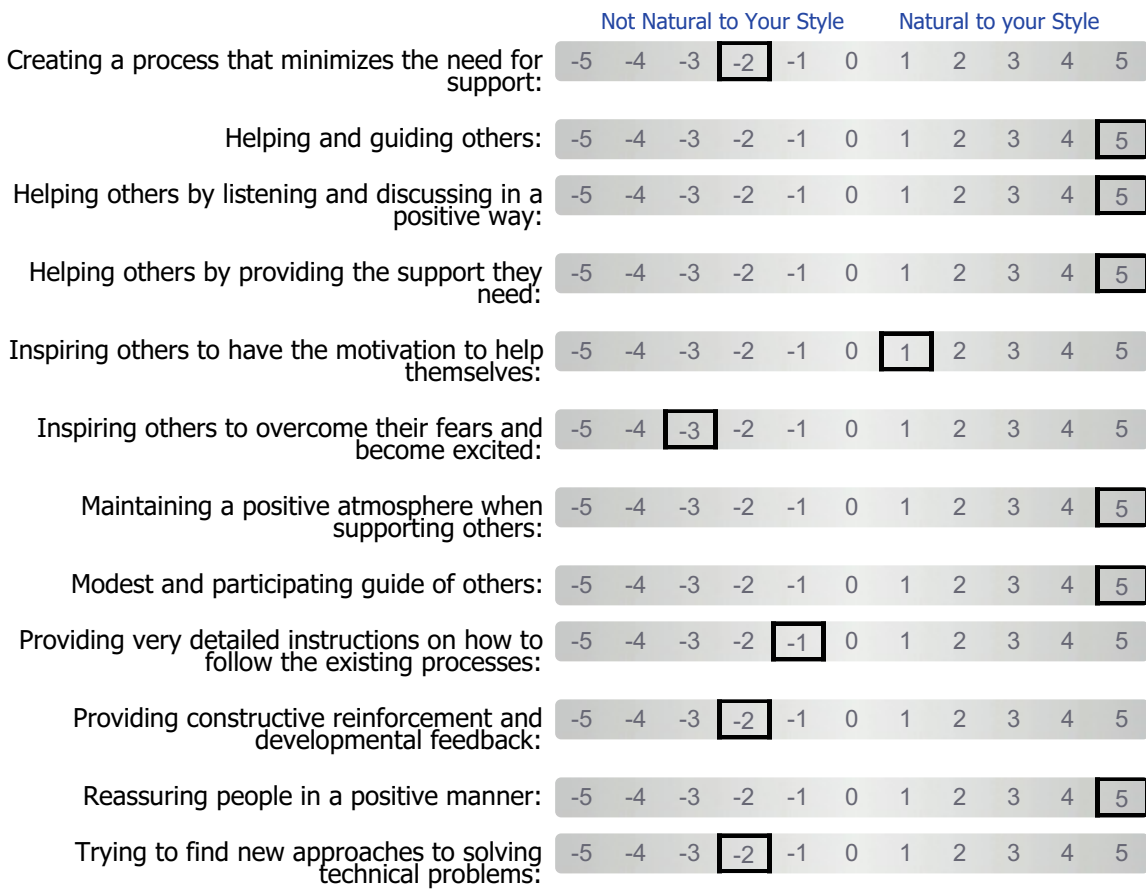 Not Natural to Your Style Natural to your Style
Creating a process that minimizes the need for
support:
-5 -4 -3 -2 -1 0 1 2 3 4 5
Helping and guiding others:
-5 -4 -3 -2 -1 0 1 2 3 4 5
Helping others by listening and discussing in a
positive way:
-5 -4 -3 -2 -1 0 1 2 3 4 5
Helping others by providing the support they
need:
-5 -4 -3 -2 -1 0 1 2 3 4 5
Inspiring others to have the motivation to help
themselves:
-5 -4 -3 -2 -1 0 1 2 3 4 5
Inspiring others to overcome their fears and
become excited:
-5 -4 -3 -2 -1 0 1 2 3 4 5
Maintaining a positive atmosphere when
supporting others:
-5 -4 -3 -2 -1 0 1 2 3 4 5
Modest and participating guide of others:
-5 -4 -3 -2 -1 0 1 2 3 4 5
Providing very detailed instructions on how to
follow the existing processes:
-5 -4 -3 -2 -1 0 1 2 3 4 5
Providing constructive reinforcement and
developmental feedback:
-5 -4 -3 -2 -1 0 1 2 3 4 5
Reassuring people in a positive manner:
-5 -4 -3 -2 -1 0 1 2 3 4 5
Trying to find new approaches to solving
technical problems:
-5 -4 -3 -2 -1 0 1 2 3 4 5